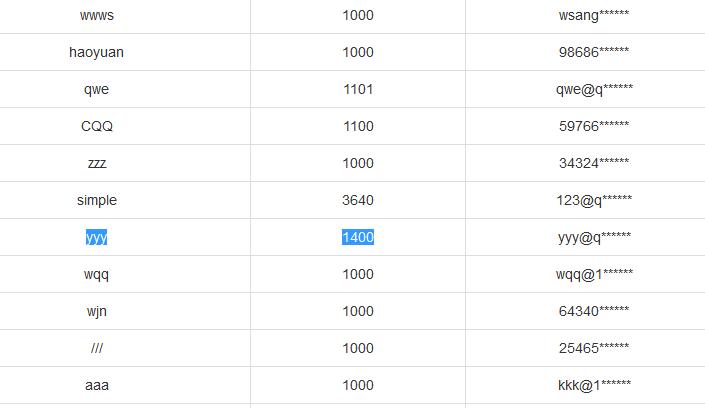 wwws 1000 wsang******
haoyuan 1000 98686******
qwe 1101 qwe@q******
CQQ 1100 59766******
zzz 1000 34324******
simple 3640 123@q******
yyy 1400 yyy@q******
wqq 1000 wqq@1******
wjn 1000 64340******
/// 1000 25465******
aaa 1000 kkk@1******